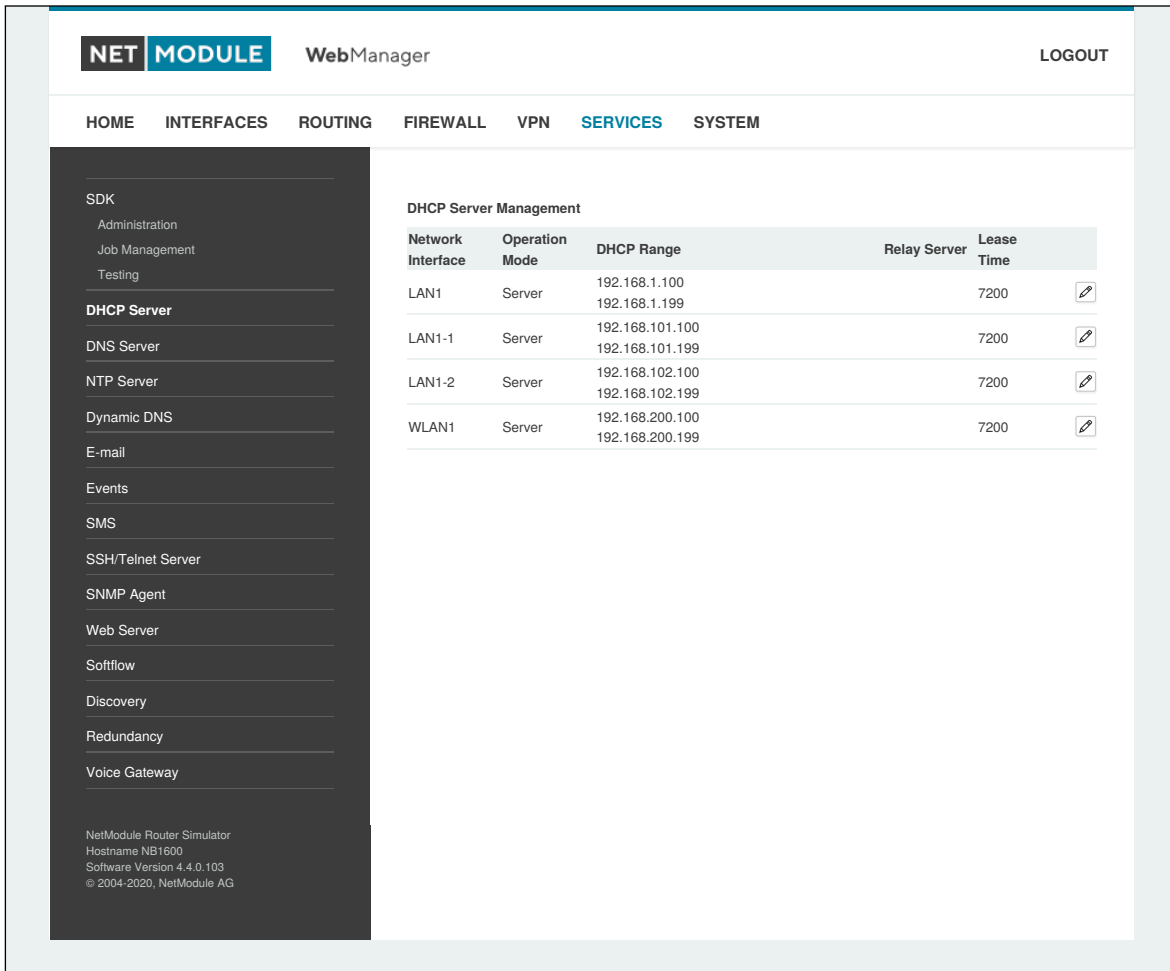 NET MODULE WebManager LOGOUT
HOME INTERFACES ROUTING FIREWALL VPN SERVICES SYSTEM
SDK
Administration
Job Management
Testing
DHCP Server
DNS Server
NTP Server
Dynamic DNS
E-mail
Events
SMS
SSH/Telnet Server
SNMP Agent
Web Server
Softflow
Discovery
Redundancy
Voice Gateway
NetModule Router Simulator
Hostname NB1600
Software Version 4.4.0.103
© 2004-2020, NetModule AG
DHCP Server Management
Network Interface Operation Mode DHCP Range Relay Server Lease Time
LAN1 Server 192.168.1.100 7200
192.168.1.199
LAN1-1 Server 192.168.101.100 7200
192.168.101.199
LAN1-2 Server 192.168.102.100 7200
192.168.102.199
WLAN1 Server 192.168.200.100 7200
192.168.200.199